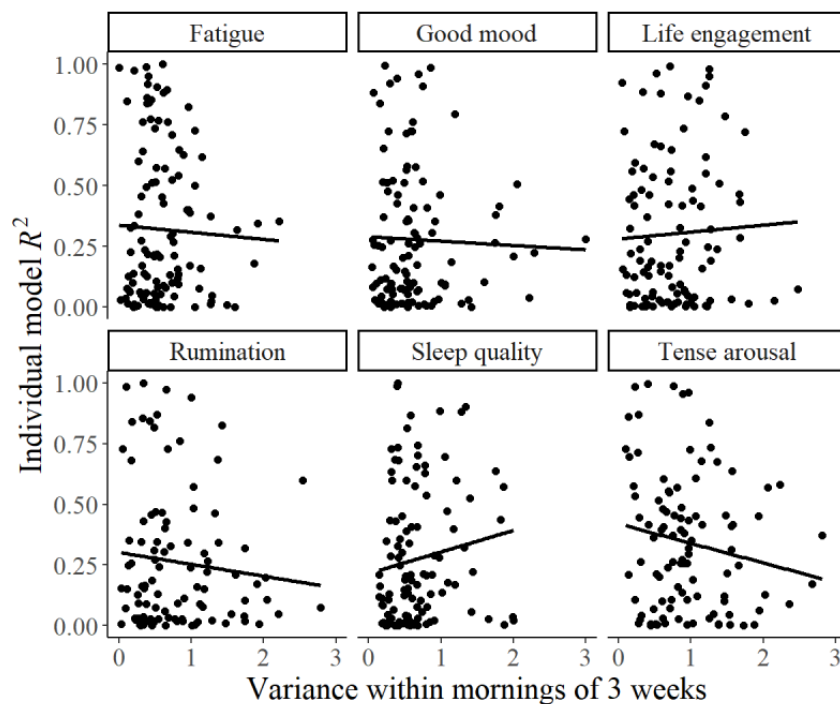 Fatigue Good mood Life engagement
1.00
0.75
0.50
0.25
0.00
Rumination Sleep quality Tense arousal
1.00
0.75
0.50
0.25
0.00
0 1 2 3 0 1 2 3 0 1 2 3
Individual model R²
Variance within mornings of 3 weeks